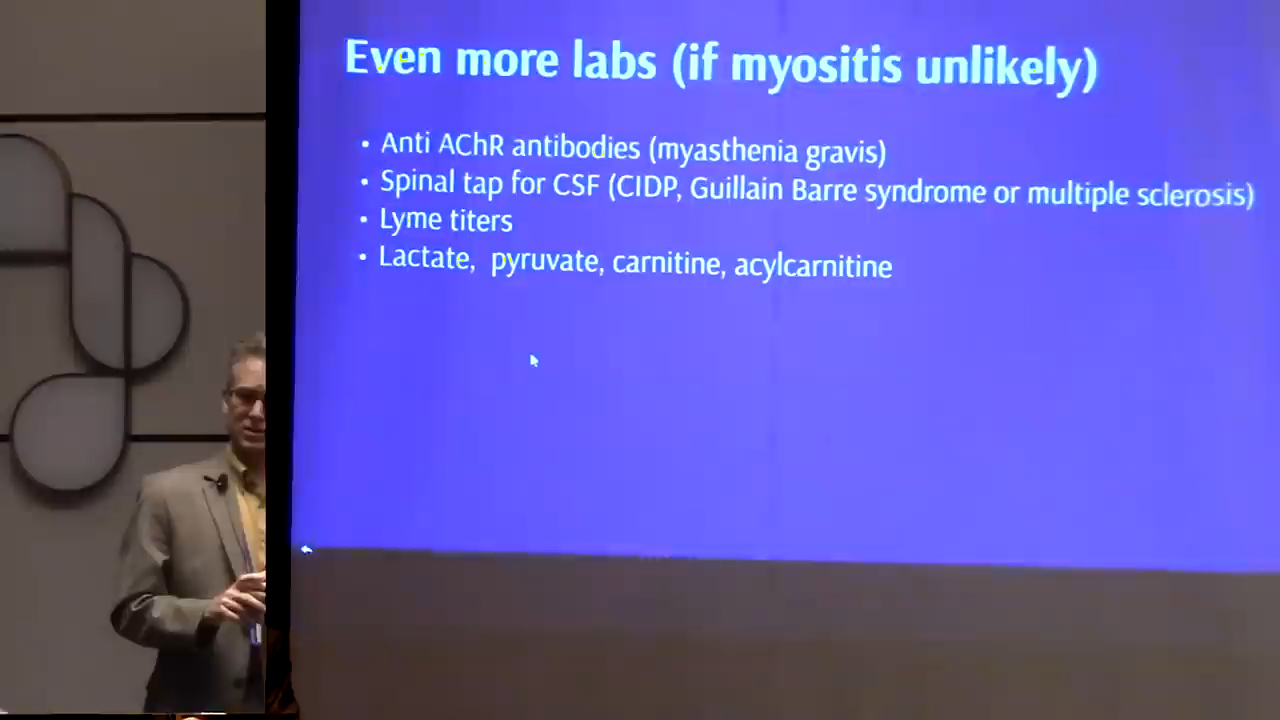 Even more labs (if myositis unlikely)
• Anti AChR antibodies (myasthenia gravis)
• Spinal tap for CSF (CIDP, Guillain Barre syndrome or multiple sclerosis)
• Lyme titers
• Lactate, pyruvate, carnitine, acylcarnitine